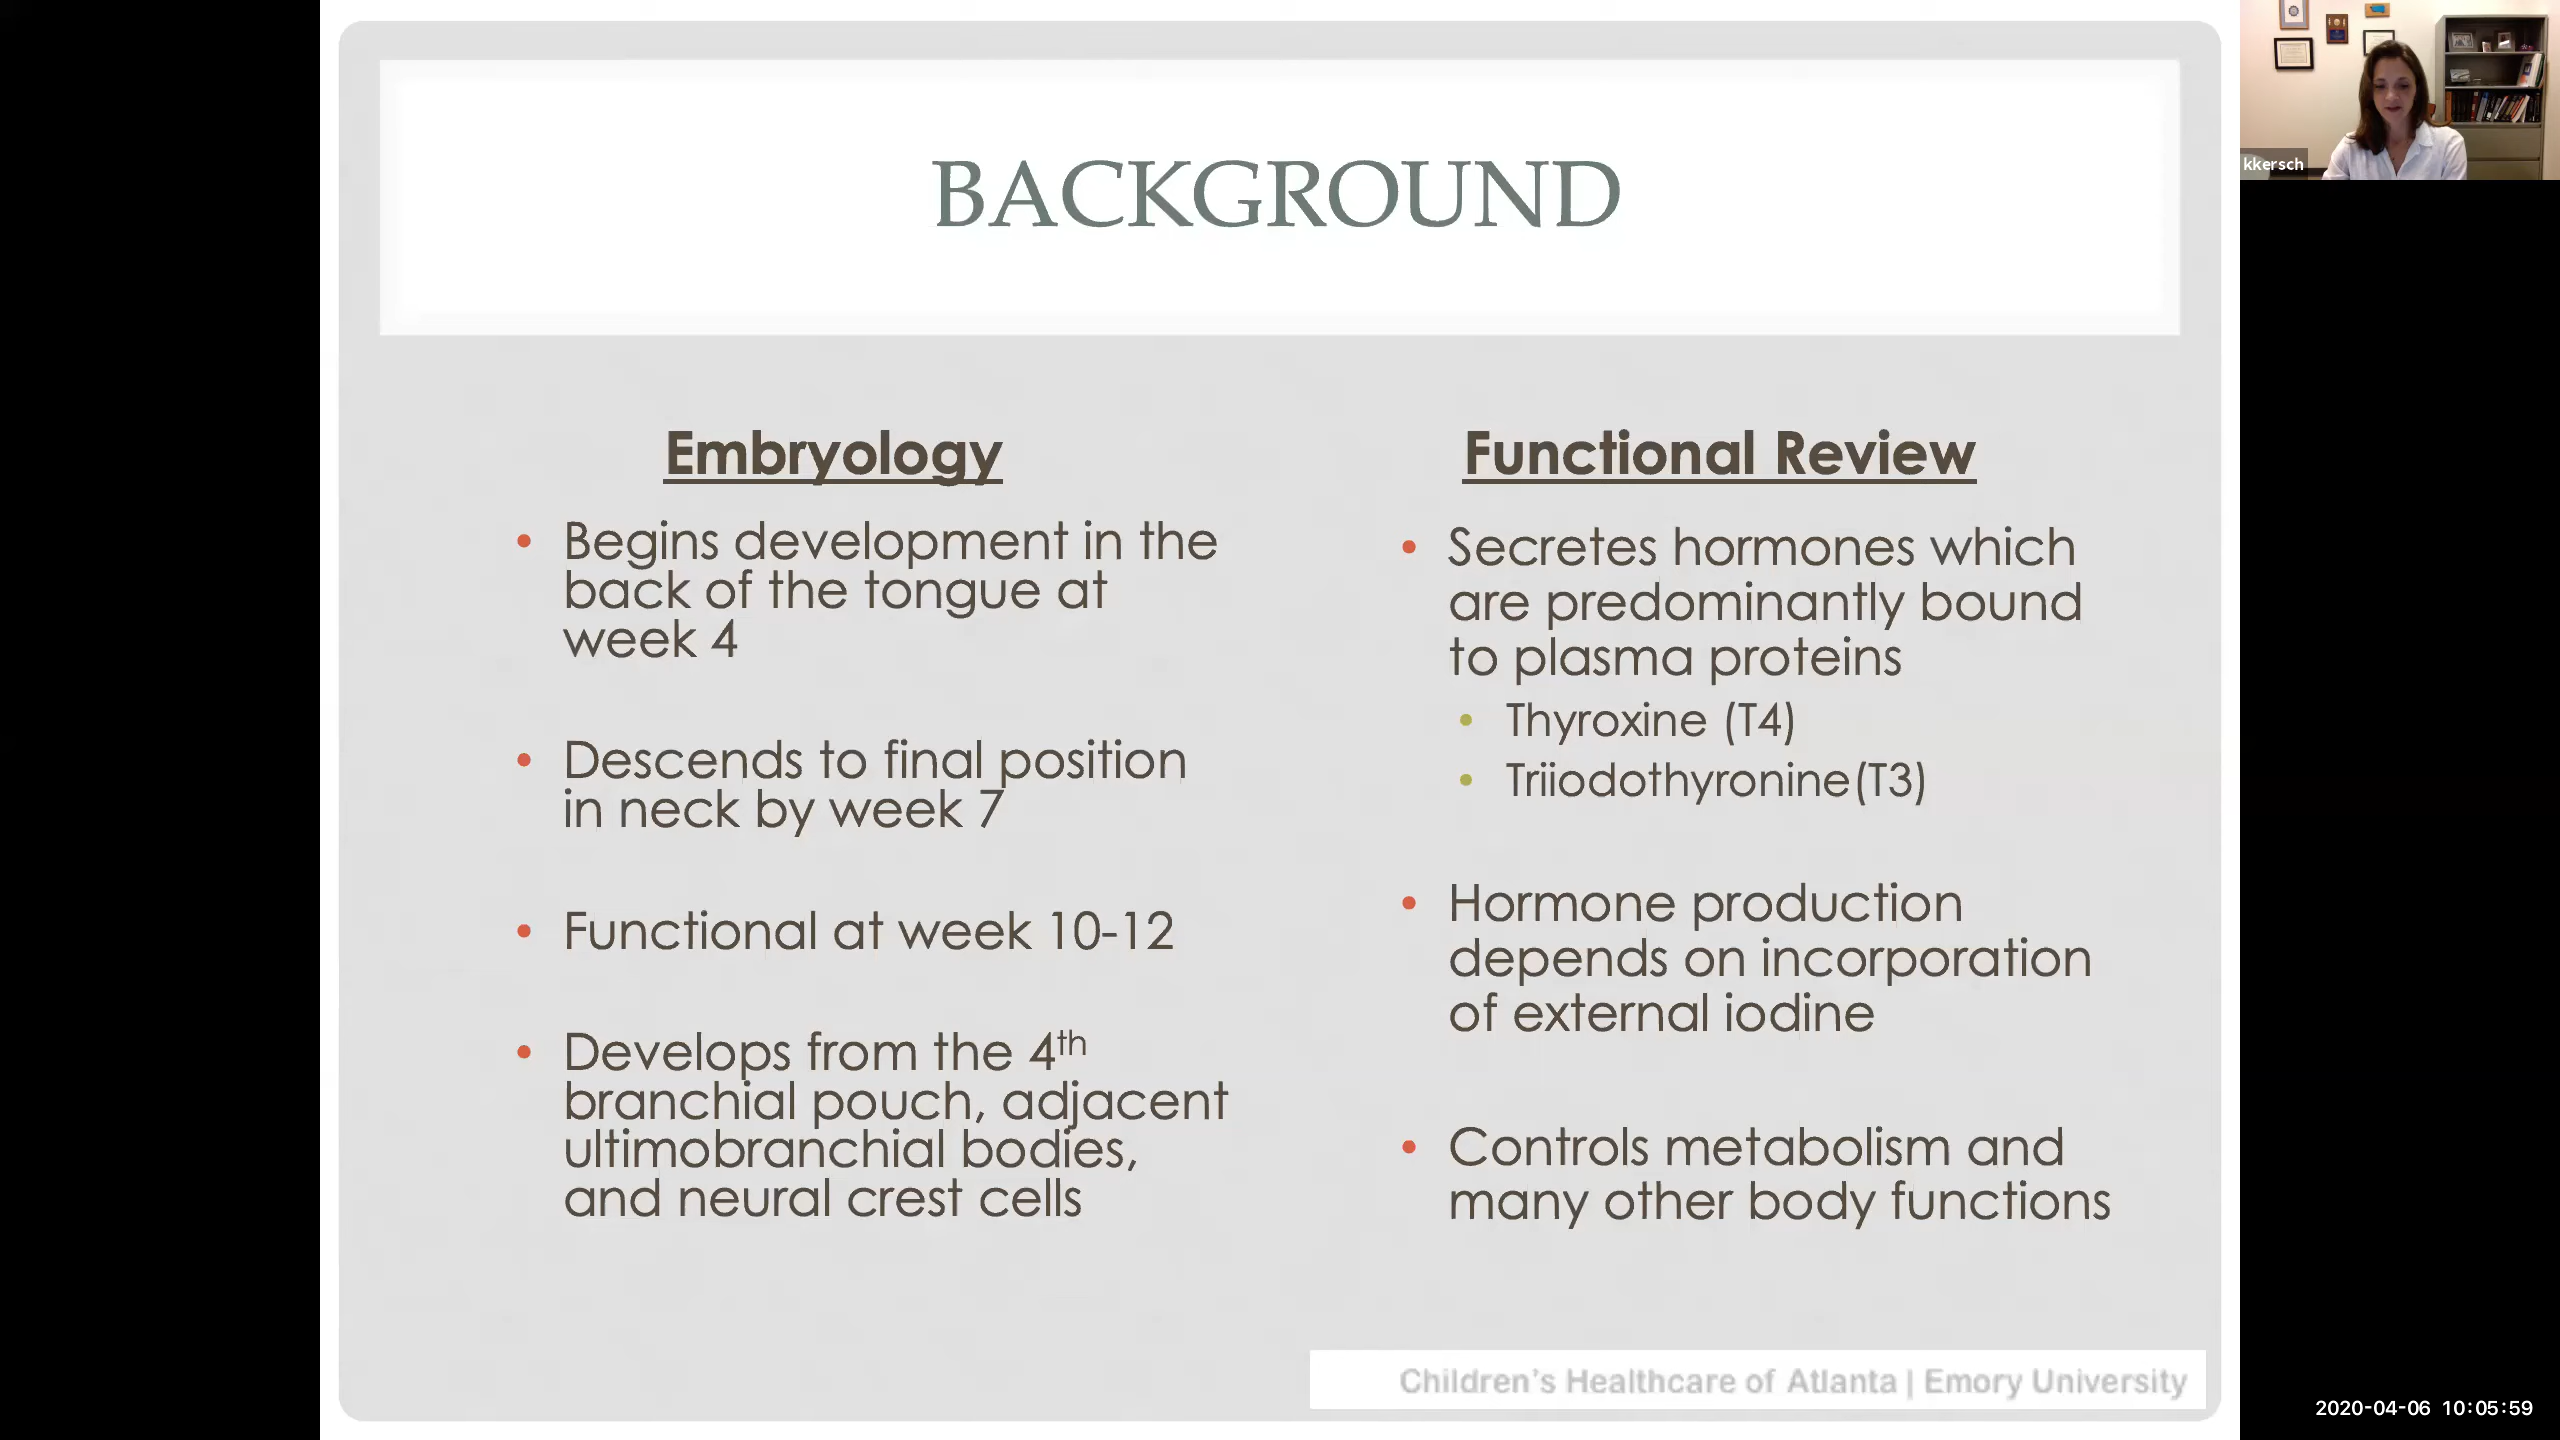 BACKGROUND
Embryology
• Begins development in the
back of the tongue at
week 4
• Descends to final position
in neck by week 7
• Functional at week 10-12
• Develops from the 4th
branchial pouch, adjacent
ultimobranchial bodies,
and neural crest cells
Functional Review
• Secretes hormones which
are predominantly bound
to plasma proteins
• Thyroxine (T4)
• Triiodothyronine(T3)
• Hormone production
depends on incorporation
of external iodine
• Controls metabolism and
many other body functions
Children's Healthcare of Atlanta | Emory University
kkersch
2020-04-06 10:05:59